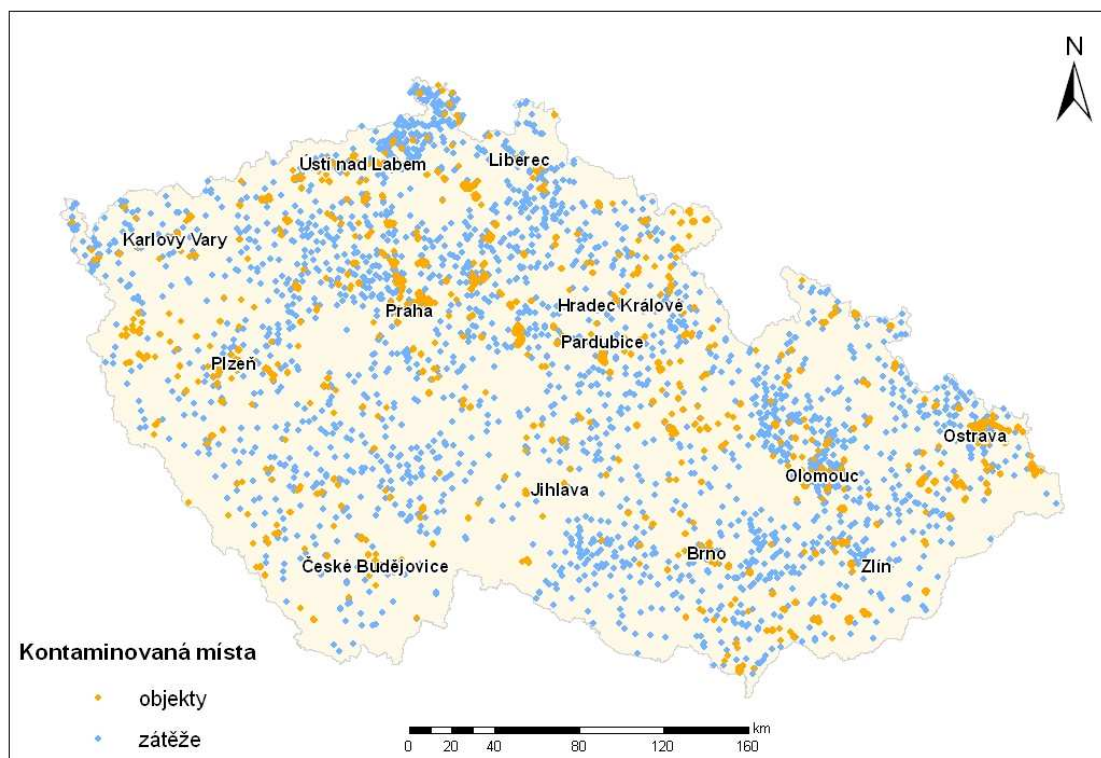 N
Ústí nad Labem
Liberec
Karlovy Vary
Praha
Hradec Králové
Pardubice
Plzeň
Ostrava
Olomouc
Jihlava
Brno
České Budějovice
Zlín
Kontaminovaná místa
objekty
zátěže
km
0 20 40 80 120 160